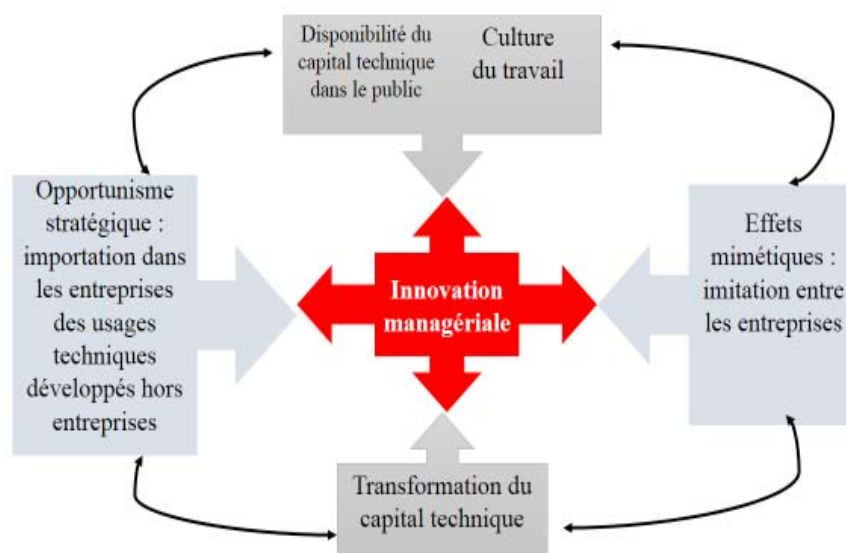 Disponibilité du
capital technique
dans le public
Culture
du travail
Opportunisme
stratégique :
importation dans
les entreprises
des usages
techniques
développés hors
entreprises
Innovation
managériale
Effets
mimétiques :
imitation entre
les entreprises
Transformation du
capital technique